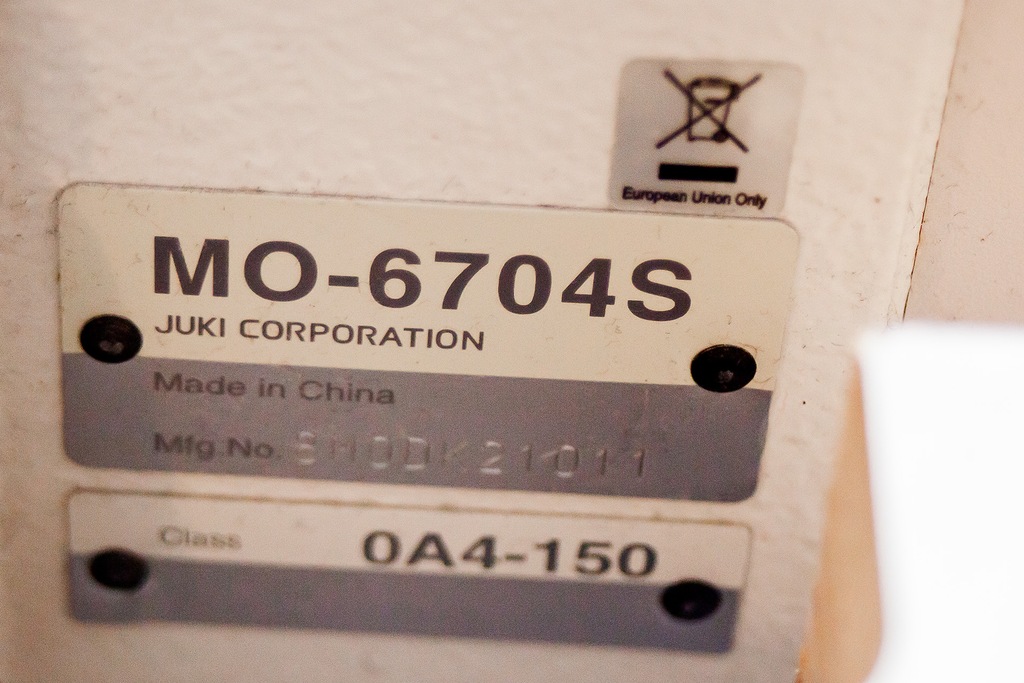 European Union Only
MO-6704S
JUKI CORPORATION
Made in China
Mfg No.
Class 0A4-150